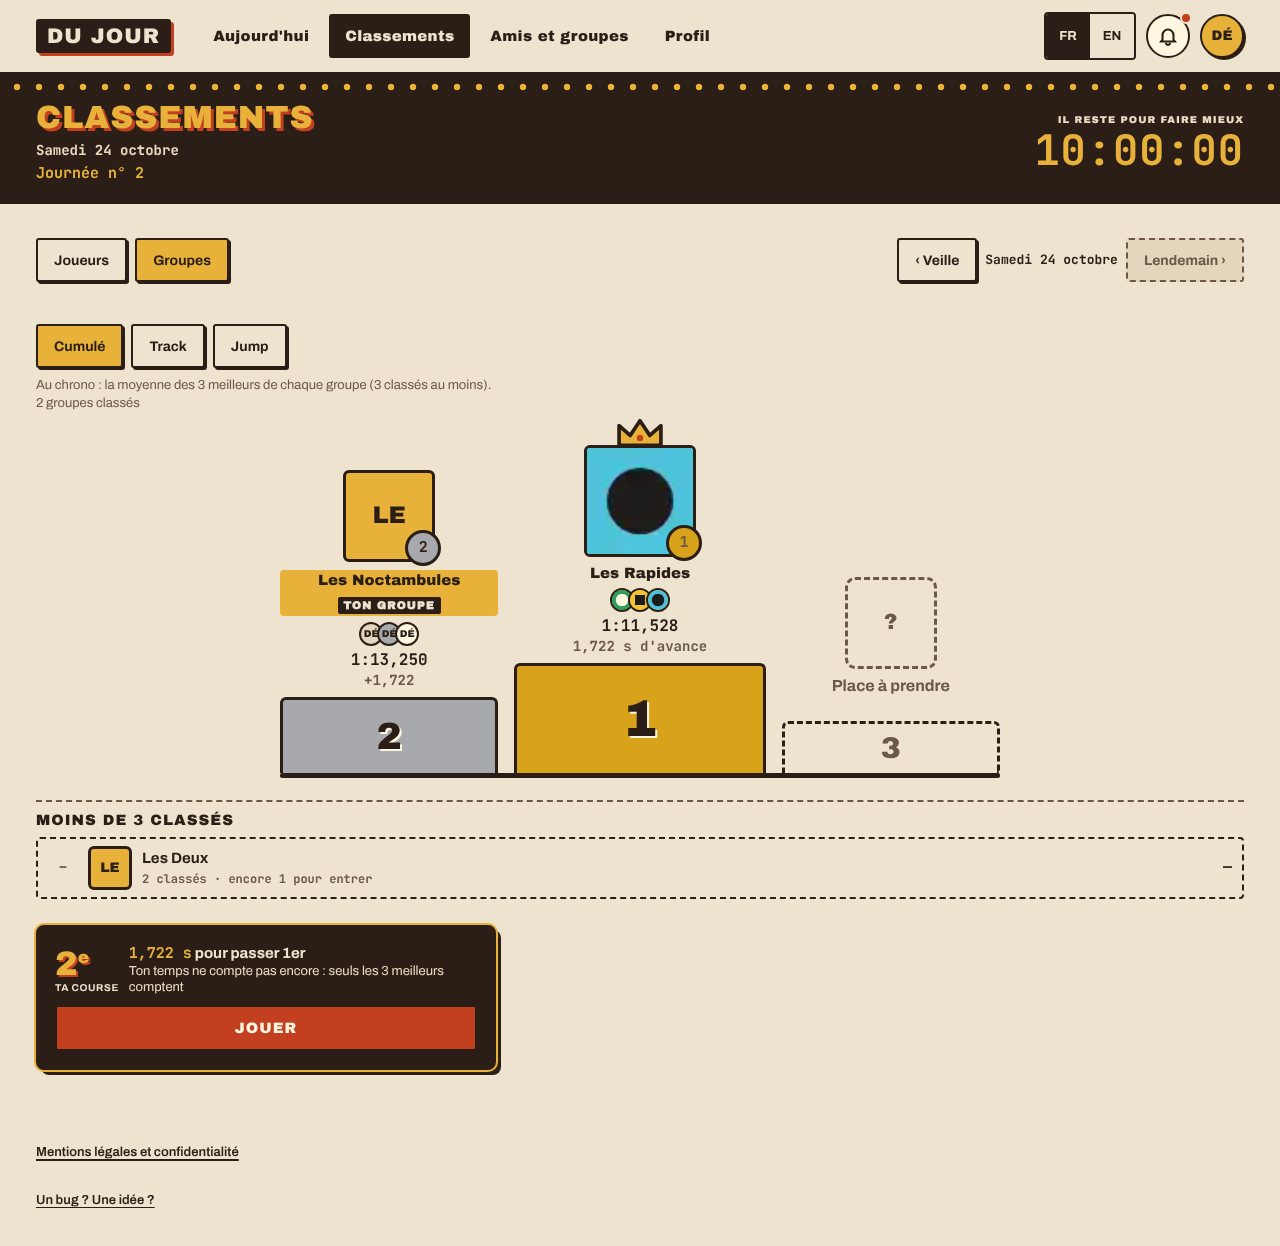 DU JOUR
Aujourd'hui
Classements
Amis et groupes
Profil
FR
EN
DÉ
CLASSEMENTS
Samedi 24 octobre
Journée n° 2
IL RESTE POUR FAIRE MIEUX
10:00:00
Joueurs
Groupes
‹ Veille
Samedi 24 octobre
Lendemain ›
Cumulé
Track
Jump
Au chrono : la moyenne des 3 meilleurs de chaque groupe (3 classés au moins).
2 groupes classés
LE
2
Les Noctambules
TON GROUPE
DÉ DÉ DÉ
1:13,250
+1,722
2
1
Les Rapides
1:11,528
1,722 s d'avance
1
?
Place à prendre
3
MOINS DE 3 CLASSÉS
–
LE
Les Deux
2 classés · encore 1 pour entrer
–
2e
TA COURSE
1,722 s pour passer 1er
Ton temps ne compte pas encore : seuls les 3 meilleurs
comptent
JOUER
Mentions légales et confidentialité
Un bug ? Une idée ?